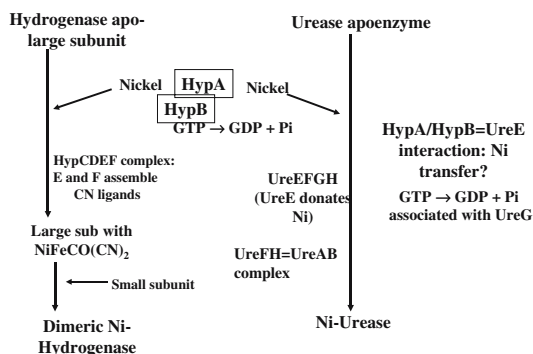 Hydrogenase apo-
large subunit
Urease apoenzyme
Nickel
HypA
Nickel
HypB
GTP → GDP + Pi
HypA/HypB=UreE
interaction: Ni
transfer?
GTP → GDP + Pi
associated with UreG
HypCDEF complex:
E and F assemble
CN ligands
UreEFGH
(UreE donates
Ni)
Large sub with
NiFeCO(CN)₂
UreFH=UreAB
complex
Small subunit
Dimeric Ni-
Hydrogenase
Ni-Urease